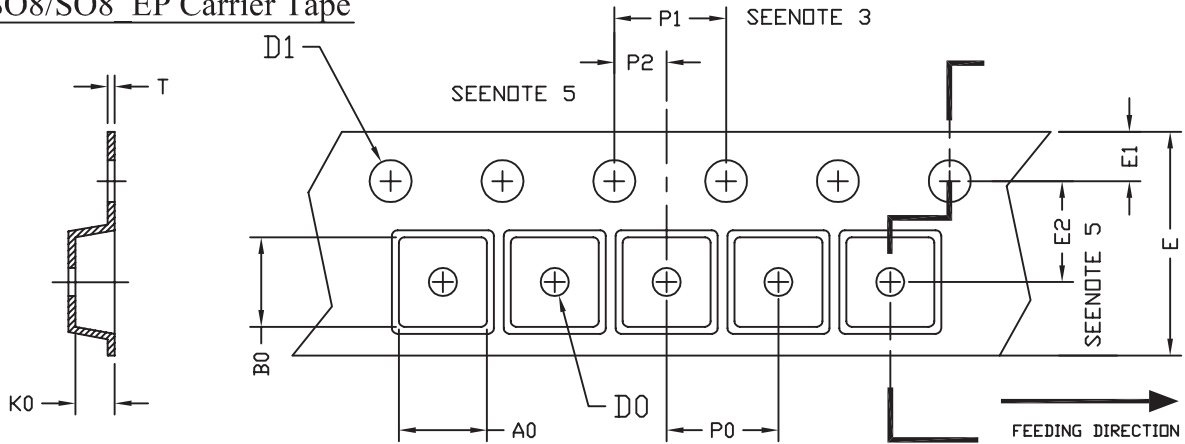 SO8/SO8_EP Carrier Tape
P1
SEENOTE 3
D1
P2
T
SEENOTE 5
E1
E2
E
SEENOTE 5
B0
K0
A0
D0
P0
FEEDING DIRECTION